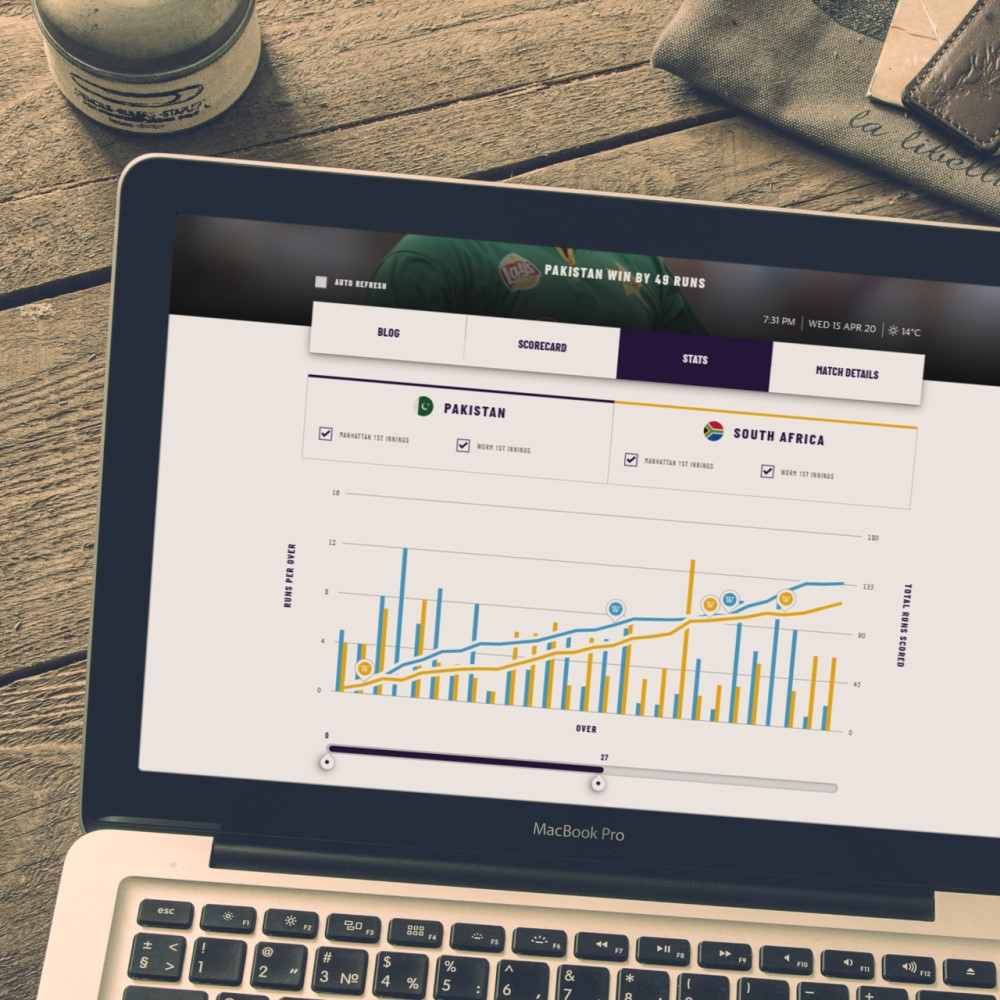 la libell
Lay's
PAKISTAN WIN BY 49 RUNS
AUTO REFRESH
7:31 PM | WED 15 APR 20 | 14°C
BLOG
SCORECARD
STATS
MATCH DETAILS
PAKISTAN
SOUTH AFRICA
MANHATTAN 1ST INNINGS
WORM 1ST INNINGS
MANHATTAN 1ST INNINGS
WORM 1ST INNINGS
16
180
12
135
8
90
4
45
0
0
RUNS PER OVER
TOTAL RUNS SCORED
W
W
W
W
W
OVER
0
27
MacBook Pro
esc
F1
F2
F3
F4
F5
F6
F7
F8
F9
F10
F11
F12
± <
§ >
!
1
@
2 "
#
3 №
$
4 %
%
5 :
^
6 ,
&
7
*
8